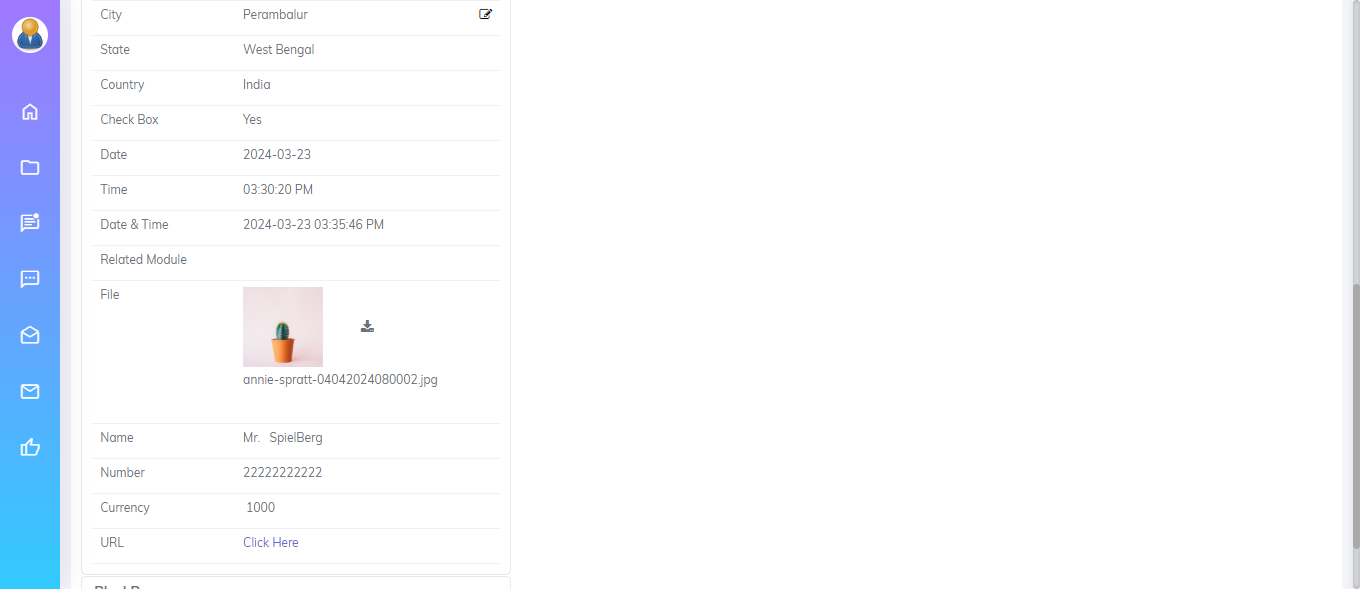 City Perambalur
State West Bengal
Country India
Check Box Yes
Date 2024-03-23
Time 03:30:20 PM
Date & Time 2024-03-23 03:35:46 PM
Related Module
File
annie-spratt-04042024080002.jpg
Name Mr. SpielBerg
Number 22222222222
Currency 1000
URL Click Here